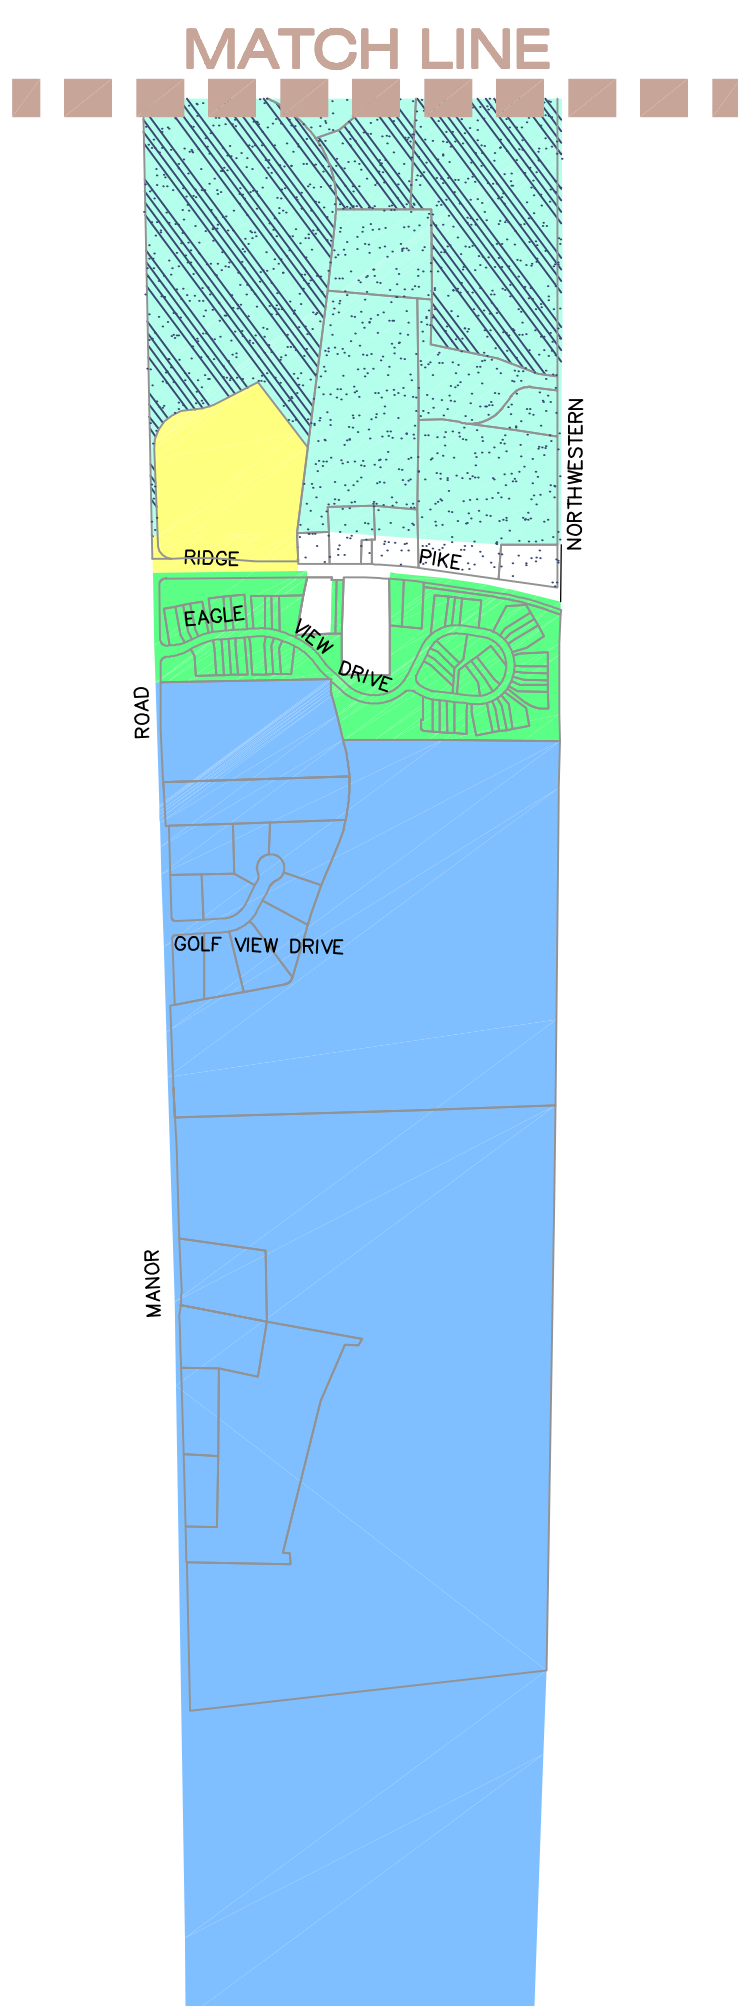 MATCH LINE
NORTHWESTERN
RIDGE PIKE
EAGLE VIEW DRIVE
ROAD
GOLF VIEW DRIVE
MANOR